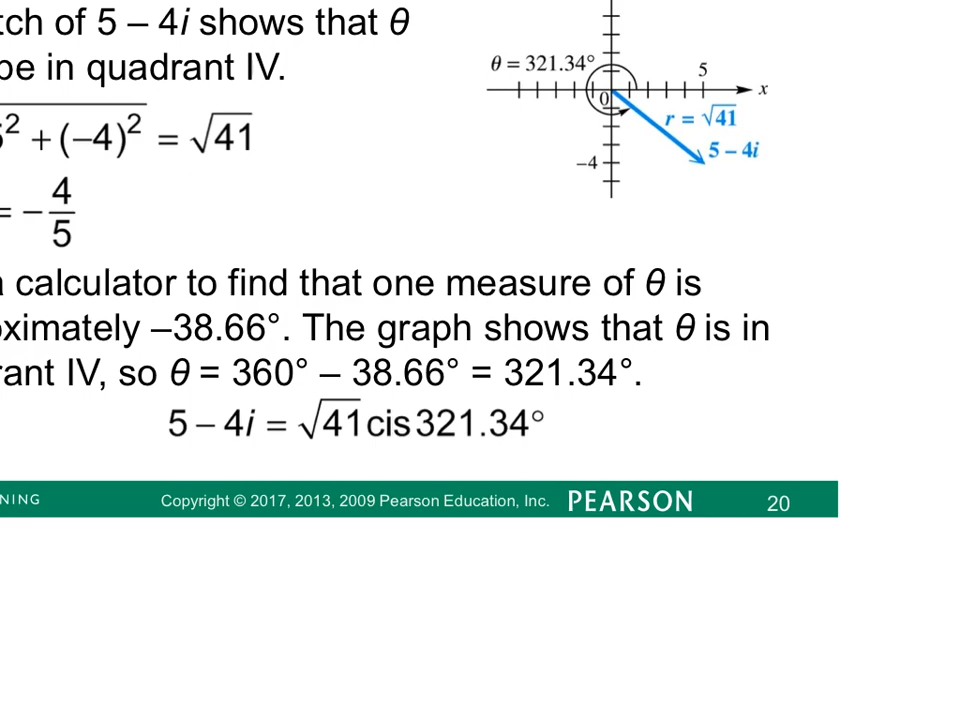 tch of 5 – 4i shows that θ
be in quadrant IV.
² + (–4)² = √41
= – 4/5
calculator to find that one measure of θ is
ximately –38.66°. The graph shows that θ is in
rant IV, so θ = 360° – 38.66° = 321.34°.
5 – 4i = √41 cis 321.34°
θ = 321.34°
5
x
0
r = √41
5 – 4i
–4
NING
Copyright © 2017, 2013, 2009 Pearson Education, Inc.
PEARSON
20